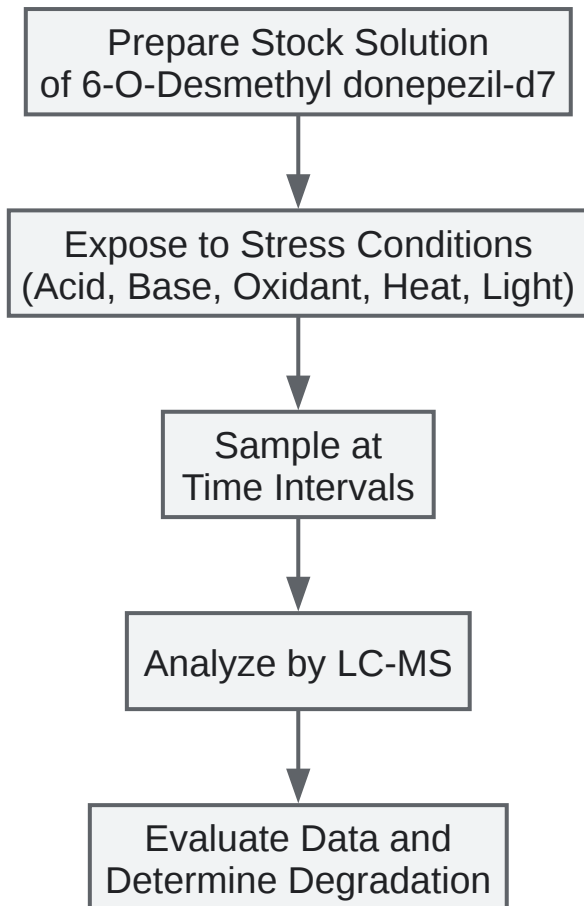 Prepare Stock Solution
of 6-O-Desmethyl donepezil-d7
Expose to Stress Conditions
(Acid, Base, Oxidant, Heat, Light)
Sample at
Time Intervals
Analyze by LC-MS
Evaluate Data and
Determine Degradation